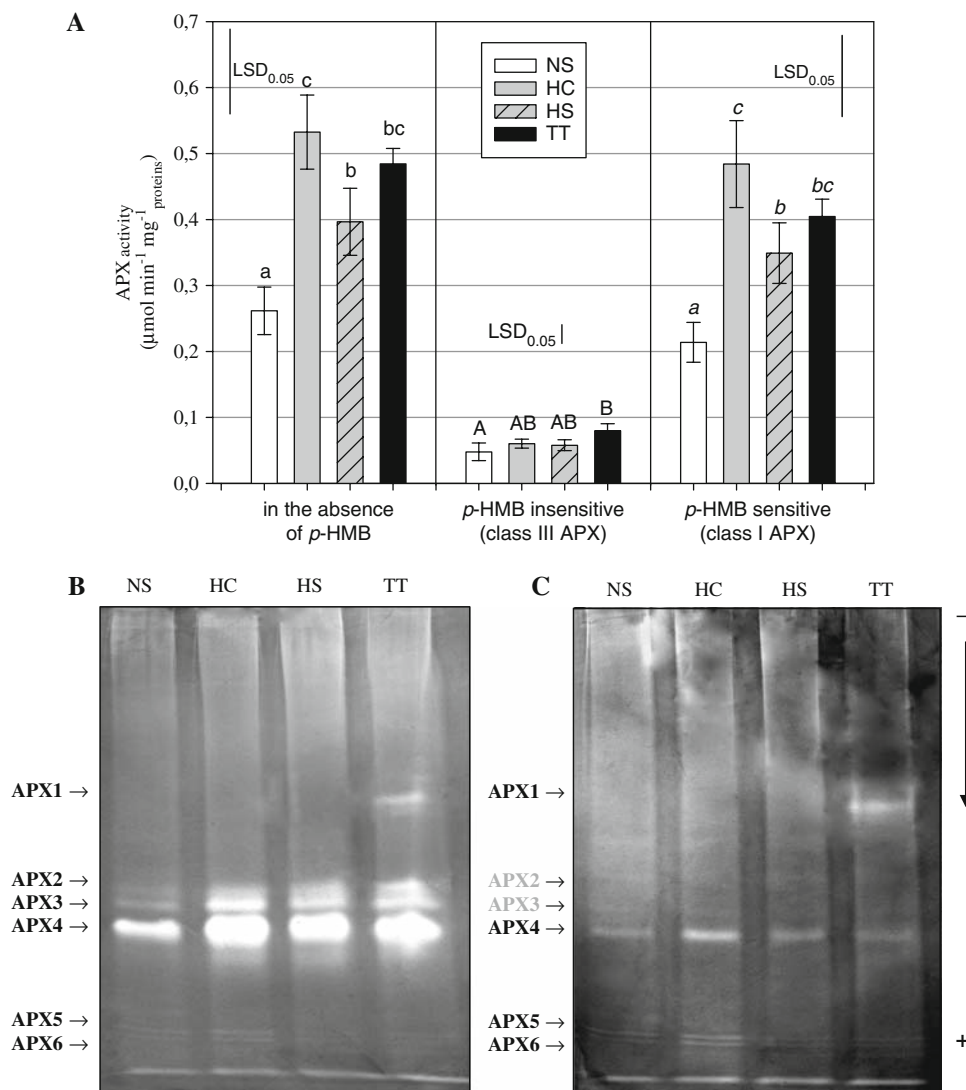 A
0,7
0,6
0,5
0,4
0,3
0,2
0,1
0,0
APX activity
(μmol min-1 mg-1 proteins)
LSD0.05
LSD0.05
LSD0.05
NS
HC
HS
TT
a
c
b
bc
A
AB
AB
B
a
c
b
bc
in the absence
of p-HMB
p-HMB insensitive
(class III APX)
p-HMB sensitive
(class I APX)
B
NS HC HS TT
APX1 →
APX2 →
APX3 →
APX4 →
APX5 →
APX6 →
C
NS HC HS TT
APX1 →
APX2 →
APX3 →
APX4 →
APX5 →
APX6 →
−
+